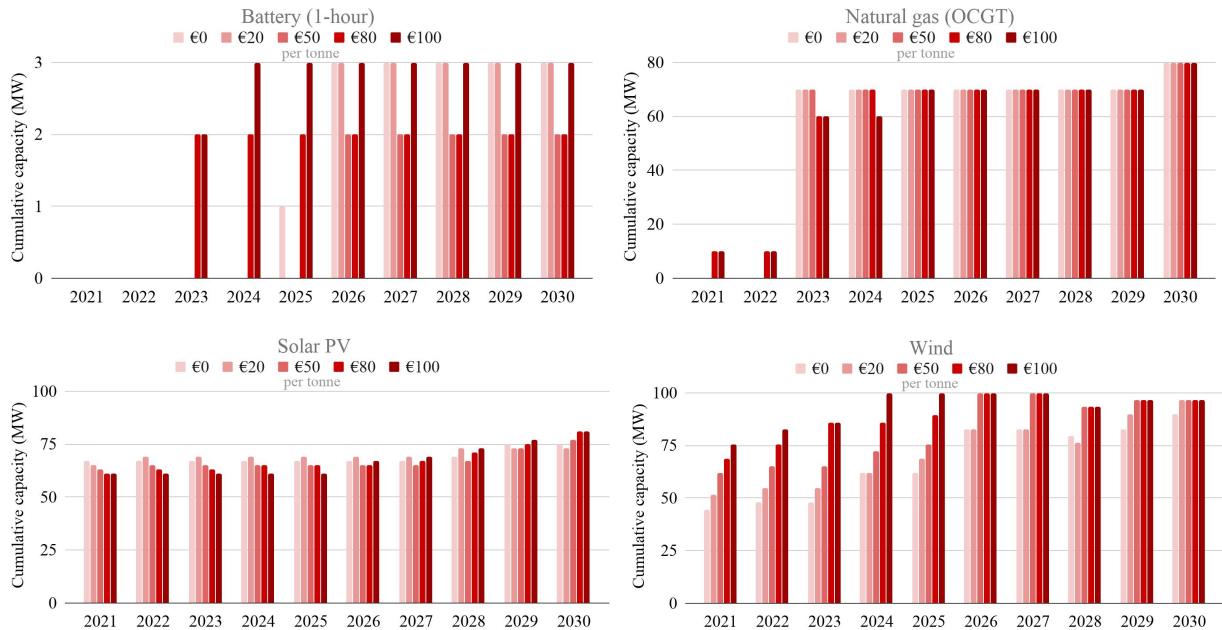 Battery (1-hour)
€0 €20 €50 €80 €100
per tonne
Cumulative capacity (MW)
3
2
1
0
2021 2022 2023 2024 2025 2026 2027 2028 2029 2030
Natural gas (OCGT)
€0 €20 €50 €80 €100
per tonne
Cumulative capacity (MW)
80
60
40
20
0
2021 2022 2023 2024 2025 2026 2027 2028 2029 2030
Solar PV
€0 €20 €50 €80 €100
per tonne
Cumulative capacity (MW)
100
75
50
25
0
2021 2022 2023 2024 2025 2026 2027 2028 2029 2030
Wind
€0 €20 €50 €80 €100
per tonne
Cumulative capacity (MW)
100
75
50
25
0
2021 2022 2023 2024 2025 2026 2027 2028 2029 2030